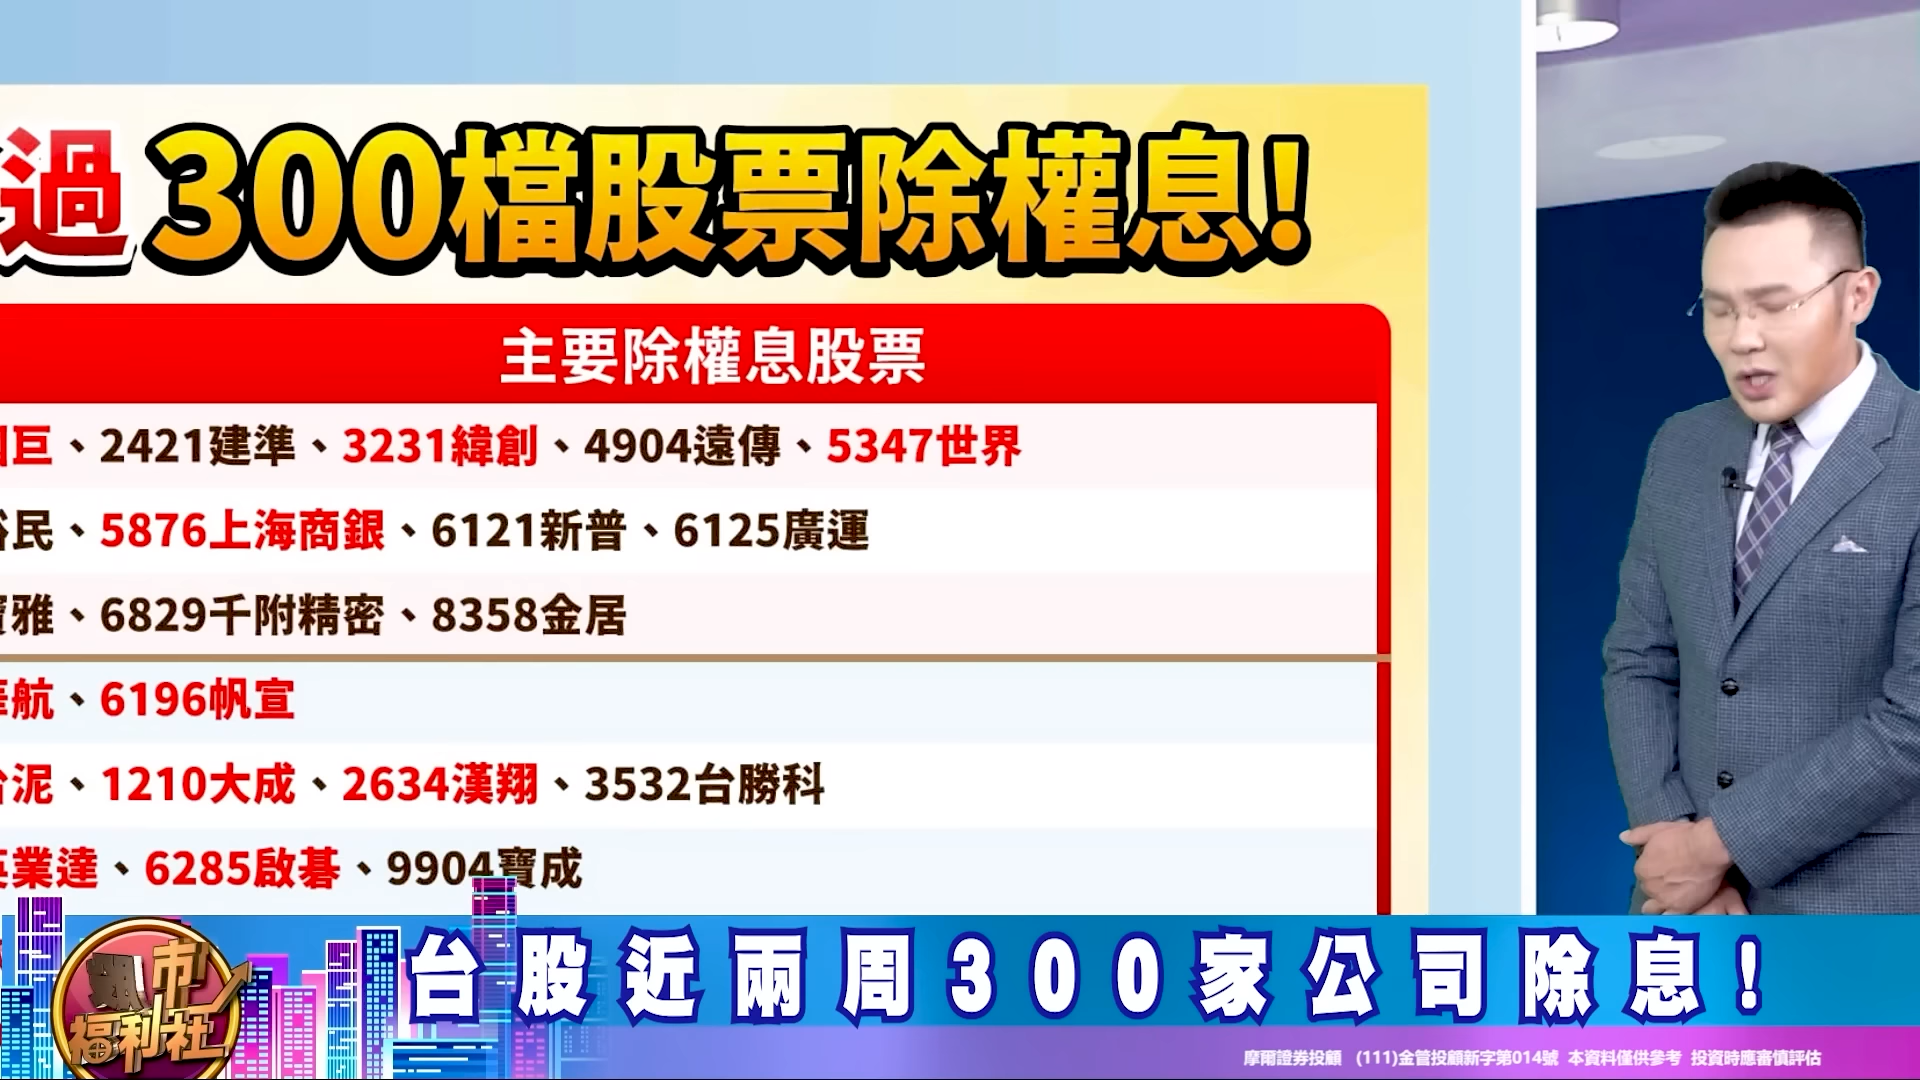 過 300檔股票除權息!
主要除權息股票
巨、2421建準、3231緯創、4904遠傳、5347世界
民、5876上海商銀、6121新普、6125廣運
雅、6829千附精密、8358金居
航、6196帆宣
泥、1210大成、2634漢翔、3532台勝科
業達、6285啟碁、9904寶成
台股近兩周300家公司除息!
市
福利社
摩爾證券投顧 (111)金管投顧新字第014號 本資料僅供參考 投資時應審慎評估